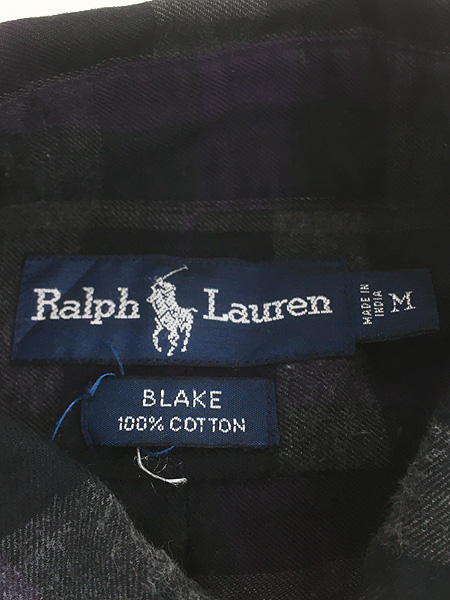 Ralph Lauren
MADE IN
INDIA
M
BLAKE
100% COTTON